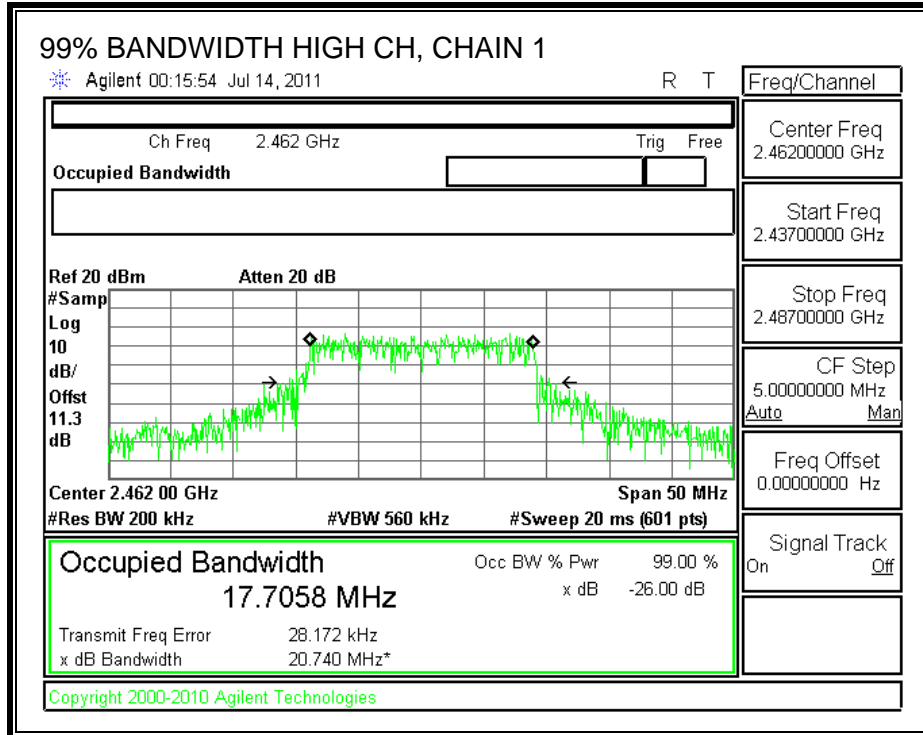 99% BANDWIDTH HIGH CH, CHAIN 1
Agilent 00:15:54 Jul 14, 2011 R T
Freq/Channel
Ch Freq 2.462 GHz Trig Free
Occupied Bandwidth
Center Freq
2.46200000 GHz
Start Freq
2.43700000 GHz
Stop Freq
2.48700000 GHz
CF Step
5.00000000 MHz
Auto Man
Freq Offset
0.00000000 Hz
Signal Track
On Off
Ref 20 dBm Atten 20 dB
#Samp
Log
10
dB/
Offst
11.3
dB
Center 2.462 00 GHz Span 50 MHz
#Res BW 200 kHz #VBW 560 kHz #Sweep 20 ms (601 pts)
Occupied Bandwidth Occ BW % Pwr 99.00 %
17.7058 MHz x dB -26.00 dB
Transmit Freq Error 28.172 kHz
x dB Bandwidth 20.740 MHz*
Copyright 2000-2010 Agilent Technologies